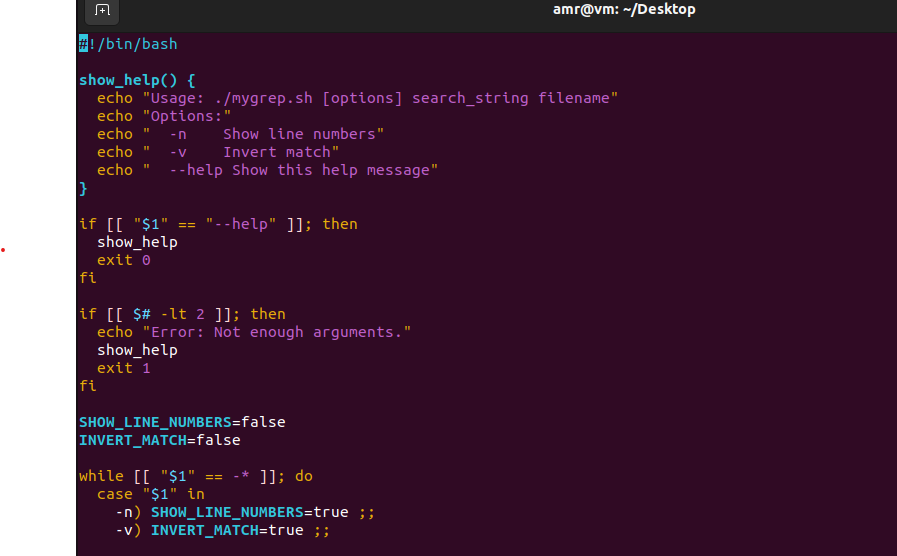 amr@vm: ~/Desktop
#!/bin/bash
show_help() {
  echo "Usage: ./mygrep.sh [options] search_string filename"
  echo "Options:"
  echo "  -n    Show line numbers"
  echo "  -v    Invert match"
  echo "  --help Show this help message"
}
if [[ "$1" == "--help" ]]; then
  show_help
  exit 0
fi
if [[ $# -lt 2 ]]; then
  echo "Error: Not enough arguments."
  show_help
  exit 1
fi
SHOW_LINE_NUMBERS=false
INVERT_MATCH=false
while [[ "$1" == -* ]]; do
  case "$1" in
    -n) SHOW_LINE_NUMBERS=true ;;
    -v) INVERT_MATCH=true ;;